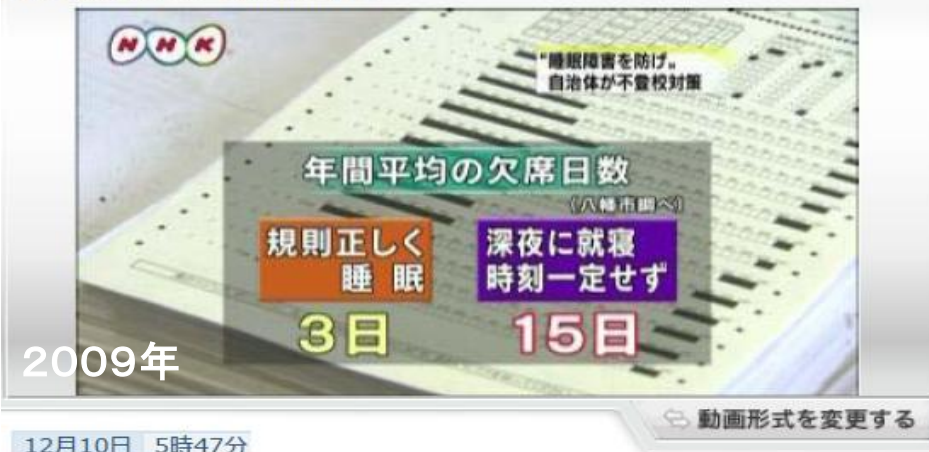 NHK
“睡眠障害を防げ„
自治体が不登校対策
年間平均の欠席日数
(八幡市調べ)
規則正しく
睡眠
深夜に就寝
時刻一定せず
3日
15日
2009年
動画形式を変更する
12月10日 5時47分